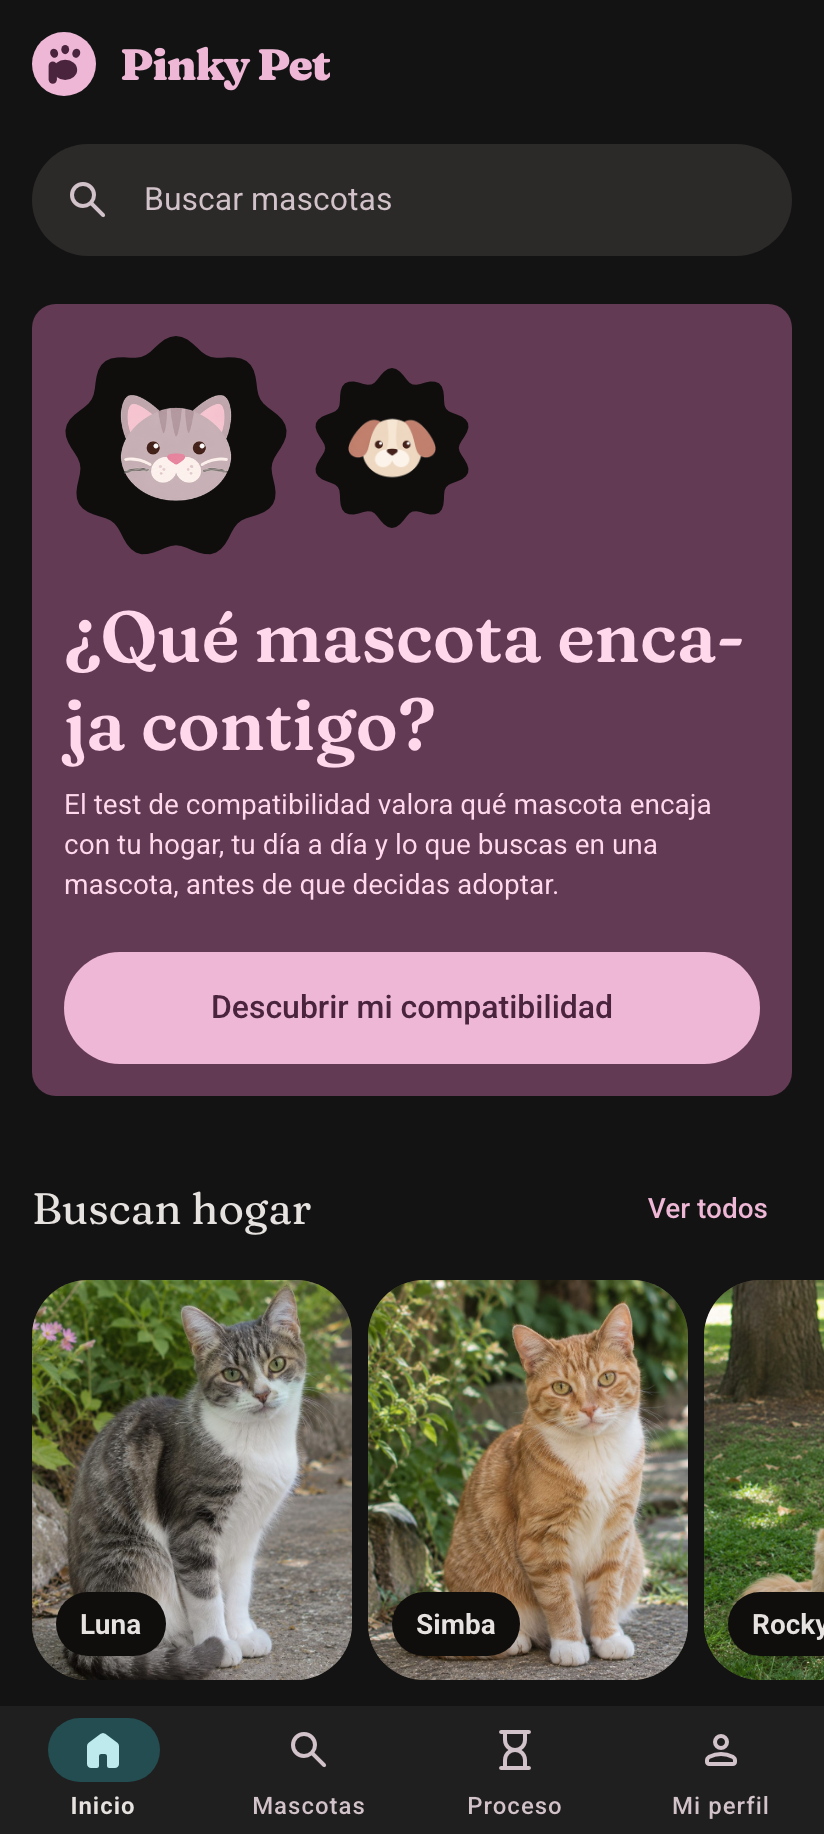 Pinky Pet
Buscar mascotas
¿Qué mascota enca-
ja contigo?
El test de compatibilidad valora qué mascota encaja
con tu hogar, tu día a día y lo que buscas en una
mascota, antes de que decidas adoptar.
Descubrir mi compatibilidad
Buscan hogar
Ver todos
Luna
Simba
Rocky
Inicio
Mascotas
Proceso
Mi perfil